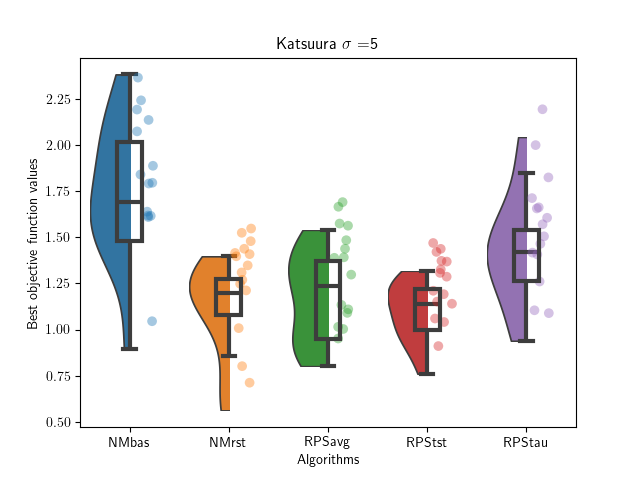 Katsuura σ =5
Best objective function values
2.25
2.00
1.75
1.50
1.25
1.00
0.75
0.50
NMbas NMrst RPSavg RPStst RPStau
Algorithms